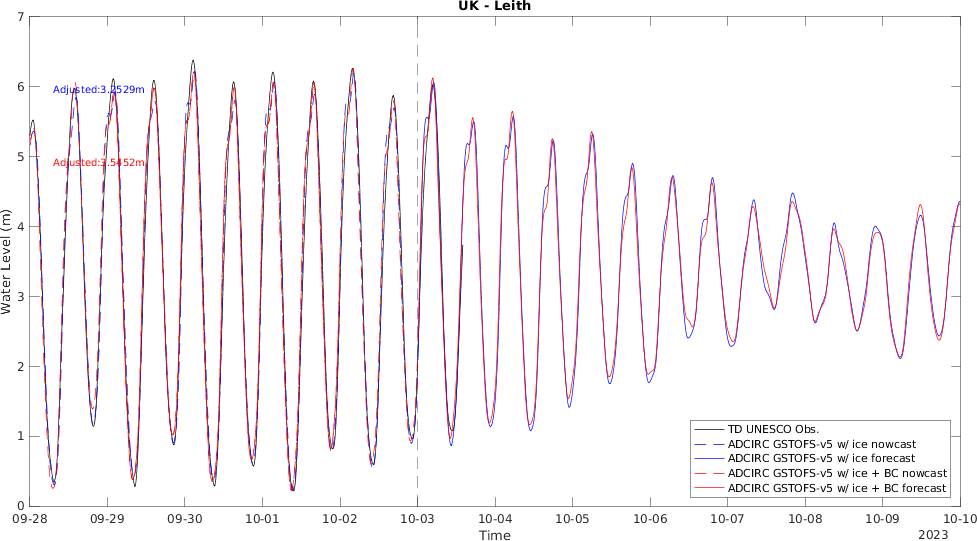 UK - Leith
7
6
5
4
3
2
1
0
Water Level (m)
Adjusted:3.2529m
Adjusted:3.5452m
TD UNESCO Obs.
ADCIRC GSTOFS-v5 w/ ice nowcast
ADCIRC GSTOFS-v5 w/ ice forecast
ADCIRC GSTOFS-v5 w/ ice + BC nowcast
ADCIRC GSTOFS-v5 w/ ice + BC forecast
09-28 09-29 09-30 10-01 10-02 10-03 10-04 10-05 10-06 10-07 10-08 10-09 10-10
Time
2023